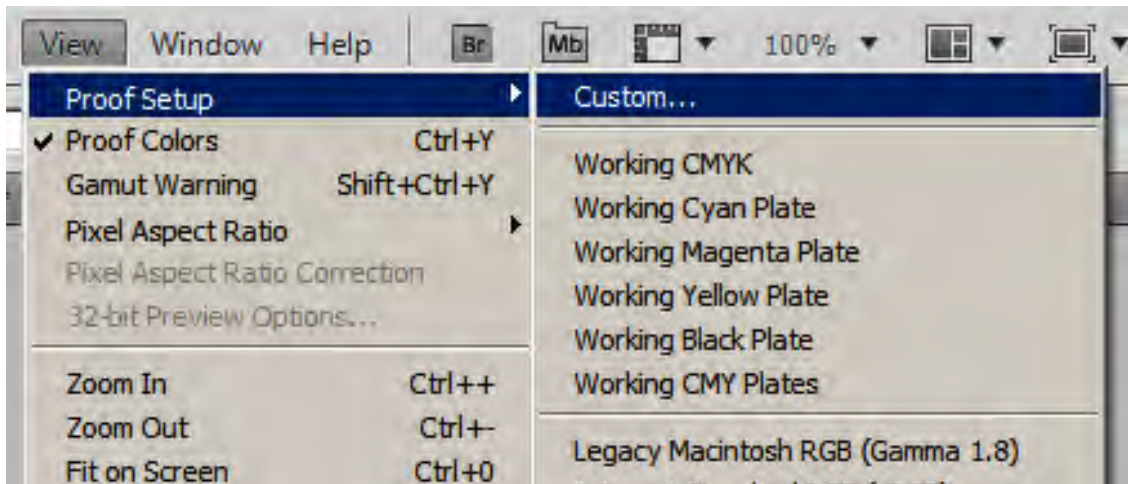 View Window Help Br Mb 100%
Proof Setup
Proof Colors Ctrl+Y
Gamut Warning Shift+Ctrl+Y
Pixel Aspect Ratio
Pixel Aspect Ratio Correction
32-bit Preview Options...
Zoom In Ctrl++
Zoom Out Ctrl+-
Fit on Screen Ctrl+0
Custom...
Working CMYK
Working Cyan Plate
Working Magenta Plate
Working Yellow Plate
Working Black Plate
Working CMY Plates
Legacy Macintosh RGB (Gamma 1.8)